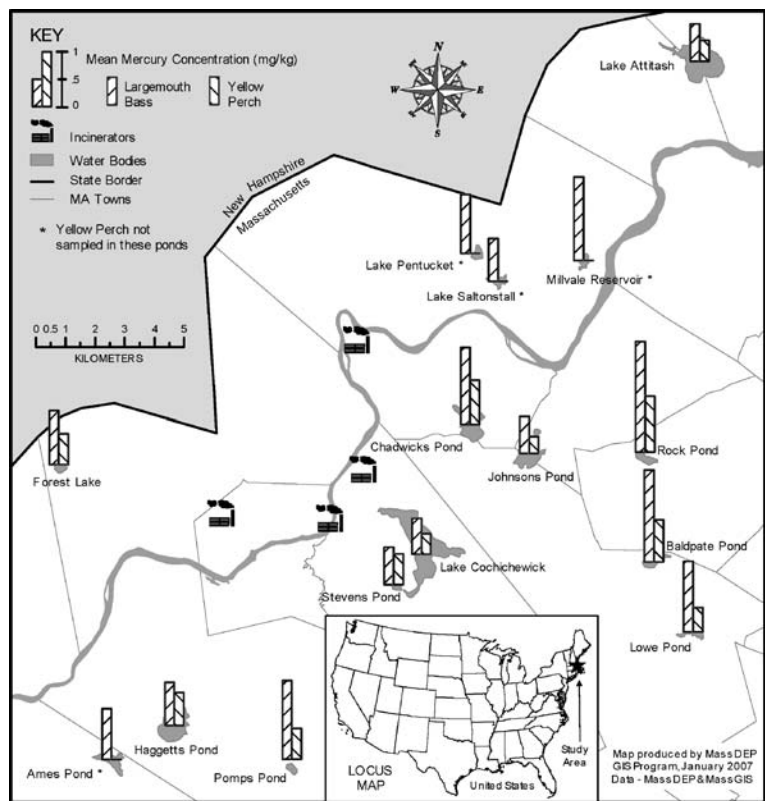 KEY
Mean Mercury Concentration (mg/kg)
1
.5
0
Largemouth
Bass
Yellow
Perch
Incinerators
Water Bodies
State Border
MA Towns
* Yellow Perch not
sampled in these ponds
0 0.5 1 2 3 4 5
KILOMETERS
N
W
E
S
New Hampshire
Massachusetts
Lake Attitash
Lake Pentucket *
Lake Saltonstall *
Millvale Reservoir *
Chadwicks Pond
Johnsons Pond
Rock Pond
Forest Lake
Baldpate Pond
Lake Cochichewick
Stevens Pond
Lowe Pond
Haggetts Pond
Ames Pond *
Pomps Pond
LOCUS
MAP
United States
Study
Area
Map produced by MassDEP
GIS Program, January 2007
Data - MassDEP & MassGIS